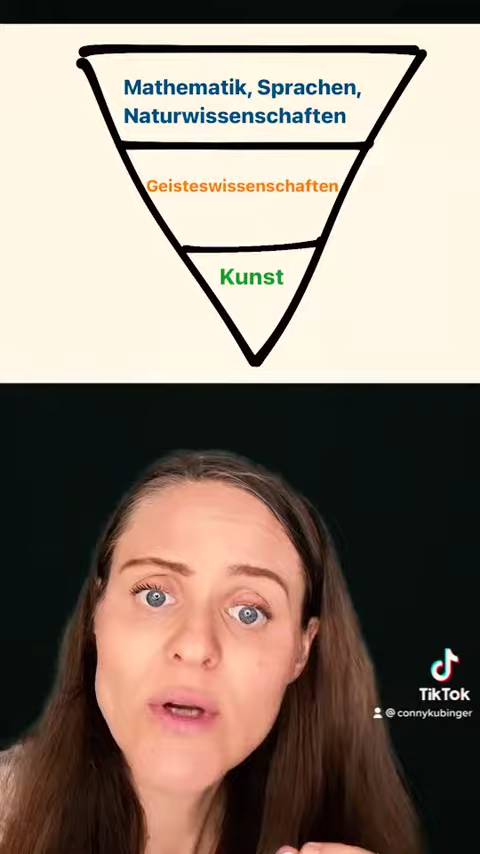 Mathematik, Sprachen,
Naturwissenschaften
Geisteswissenschaften
Kunst
TikTok
@connykubinger